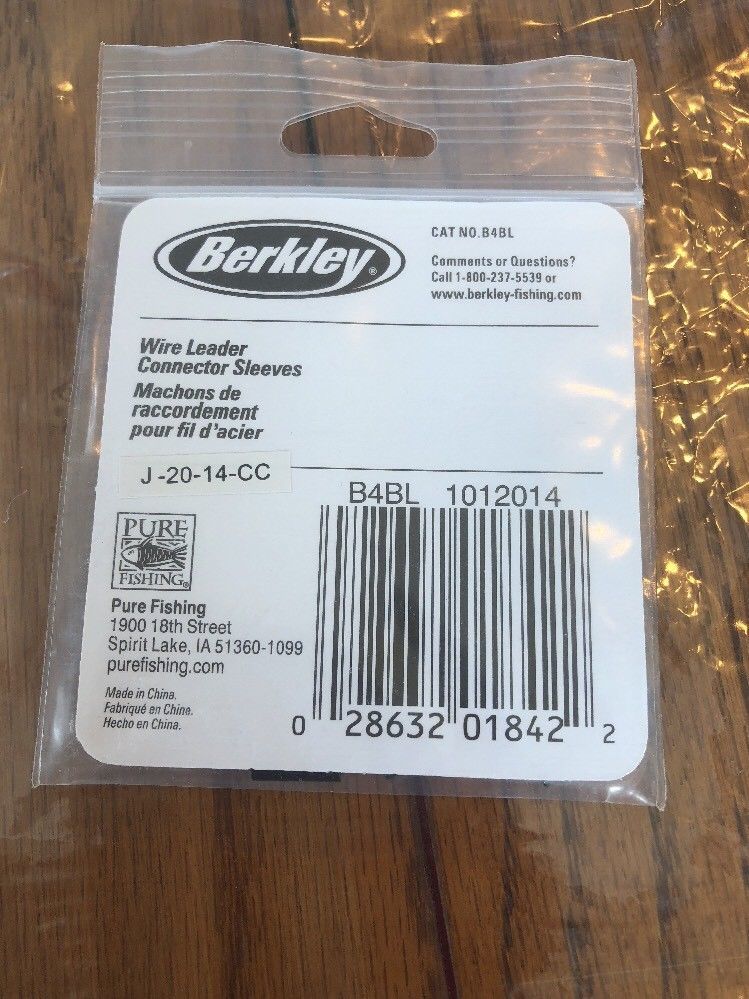 Berkley®
CAT NO.B4BL
Comments or Questions?
Call 1-800-237-5539 or
www.berkley-fishing.com
Wire Leader
Connector Sleeves
Machons de
raccordement
pour fil d'acier
J-20-14-CC
B4BL 1012014
PURE
FISHING®
Pure Fishing
1900 18th Street
Spirit Lake, IA 51360-1099
purefishing.com
Made in China.
Fabriqué en Chine.
Hecho en China.
0 28632 01842 2